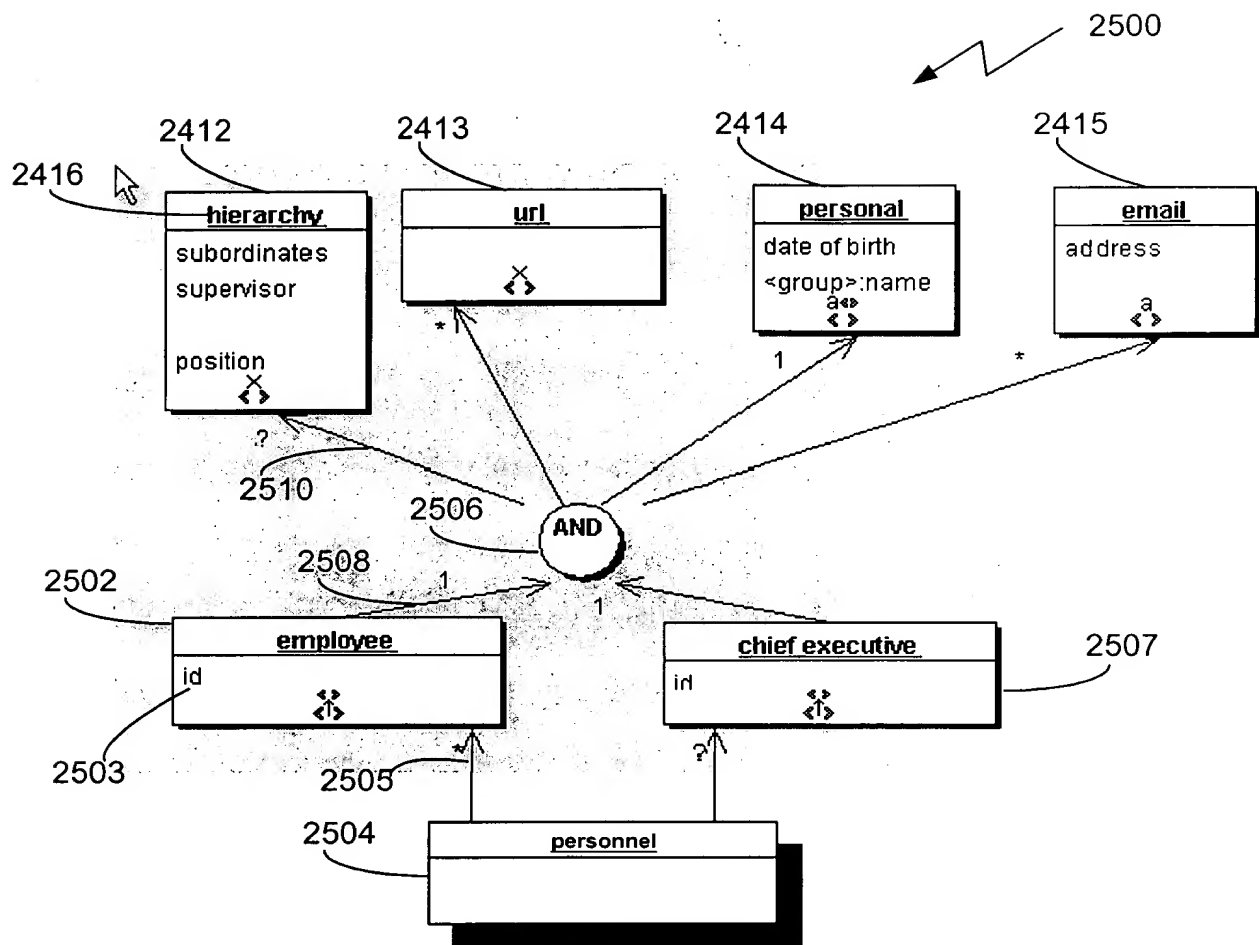 2500
2412
2413
2414
2415
2416
hierarchy
subordinates
supervisor
position
url
personal
date of birth
<group>:name
a
email
address
a
?
*
1
*
2510
2506
AND
2508
1
1
2502
employee
id
2503
chief executive
id
2507
*
2505
?
2504
personnel